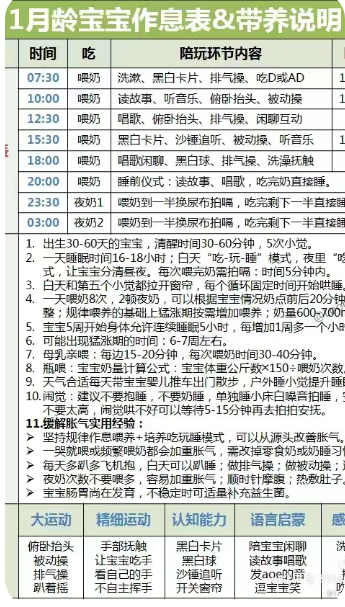 1月龄宝宝作息表&带养说明
时间 吃 陪玩环节内容
07:30 喂奶 洗漱、黑白卡片、排气操、吃D或AD
10:00 喂奶 读故事、听音乐、俯卧抬头、被动操
12:30 喂奶 唱歌、俯卧抬头、排气操、闲聊互动
15:30 喂奶 黑白卡片、沙锤追听、被动操、听音乐
18:00 喂奶 唱歌闲聊、黑白球、排气操、洗澡抚触
20:00 喂奶 睡前仪式：读故事、唱歌，吃完奶直接睡。
23:30 夜奶1 喂奶到一半换尿布拍嗝，吃完剩下一半直接睡
03:00 夜奶2 喂奶到一半换尿布拍嗝，吃完剩下一半直接睡
1. 出生30-60天的宝宝，清醒时间30-60分钟，5次小觉。
2. 一天睡眠时间16-18小时；白天“吃-玩-睡”模式，夜里“吃
式，让宝宝分清昼夜。每次喂奶需拍嗝：时间5分钟内。
3. 白天和第五个小觉都拉开窗帘，每个循环固定时间开哄睡。
4. 一天喂奶8次，2顿夜奶，可以根据宝宝情况奶点前后20分钟
整；规律喂养的基础上猛涨期按需增加喂养；奶量600-700m
5. 宝宝5周开始身体允许连续睡眠5小时，每增加1周多一个小
6. 可能出现猛涨期的时间：6-7周左右。
7. 母乳亲喂：每边15-20分钟，每次喂奶时间30-40分钟。
8. 瓶喂：宝宝奶量计算公式：宝宝体重公斤数×150÷喂奶次数
9. 天气合适每天带宝宝婴儿推车出门散步，户外睡小觉提升睡
10. 闹觉：建议不要抱睡，不要奶睡，单独睡小床白噪音拍睡，
不要太高，闹觉哄不好可以等待5-15分钟再去拍抱安抚。
11.缓解胀气实用经验：
➢ 坚持规律作息喂养+培养吃玩睡模式，可以从源头改善胀气。
➢ 一哭就喂或频繁喂奶都会加重胀气，需改掉零食奶或奶睡习
➢ 每天多趴多飞机抱，白天可以趴睡；做排气操；做被动操；
➢ 夜奶次数不要喂多，容易加重胀气；顺时针摩腹；热敷肚子。
➢ 宝宝肠胃尚在发育，不稳定时可适量补充益生菌。
大运动 精细运动 认知能力 语言启蒙 感
俯卧抬头 手部抚触 黑白卡片 陪宝宝闲聊
被动操 让宝宝吃手 黑白球 读故事唱歌
排气操 看自己的手 沙锤追听 发aoe的音
趴着摇 不自主挥手 开关窗帘 逗宝宝笑